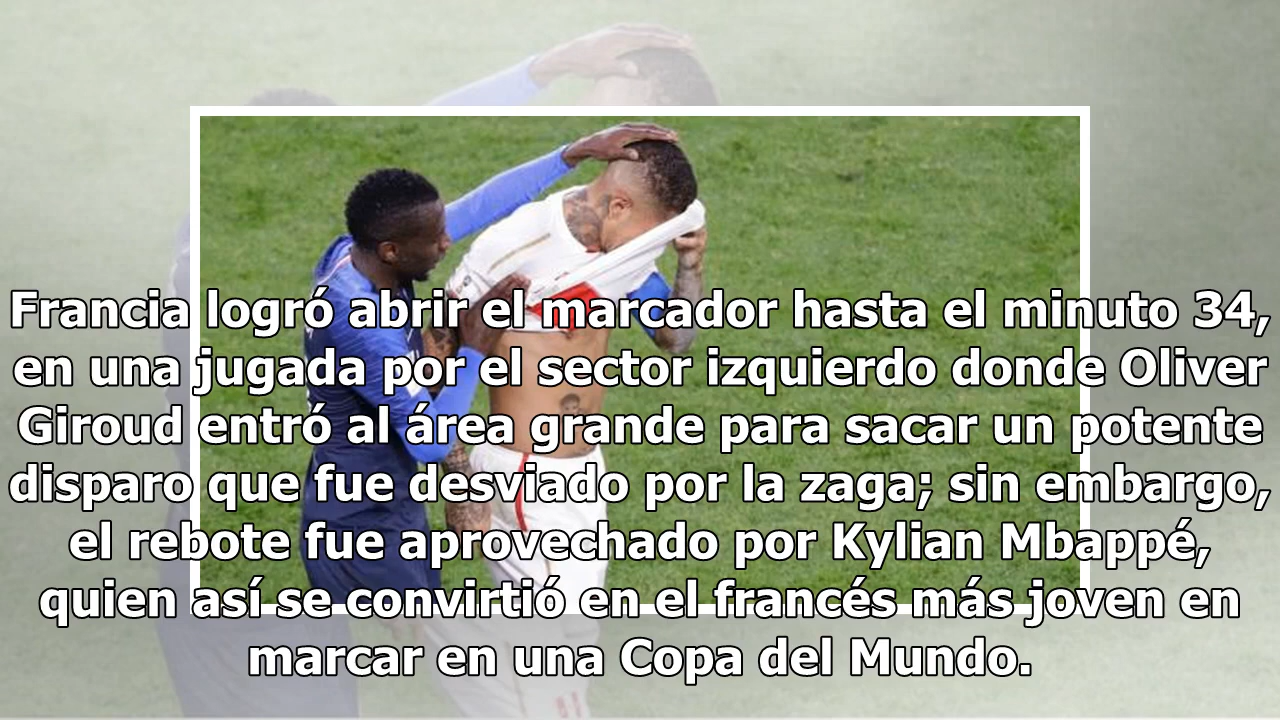 Francia logró abrir el marcador hasta el minuto 34,
en una jugada por el sector izquierdo donde Oliver
Giroud entró al área grande para sacar un potente
disparo que fue desviado por la zaga; sin embargo,
el rebote fue aprovechado por Kylian Mbappé,
quien así se convirtió en el francés más joven en
marcar en una Copa del Mundo.